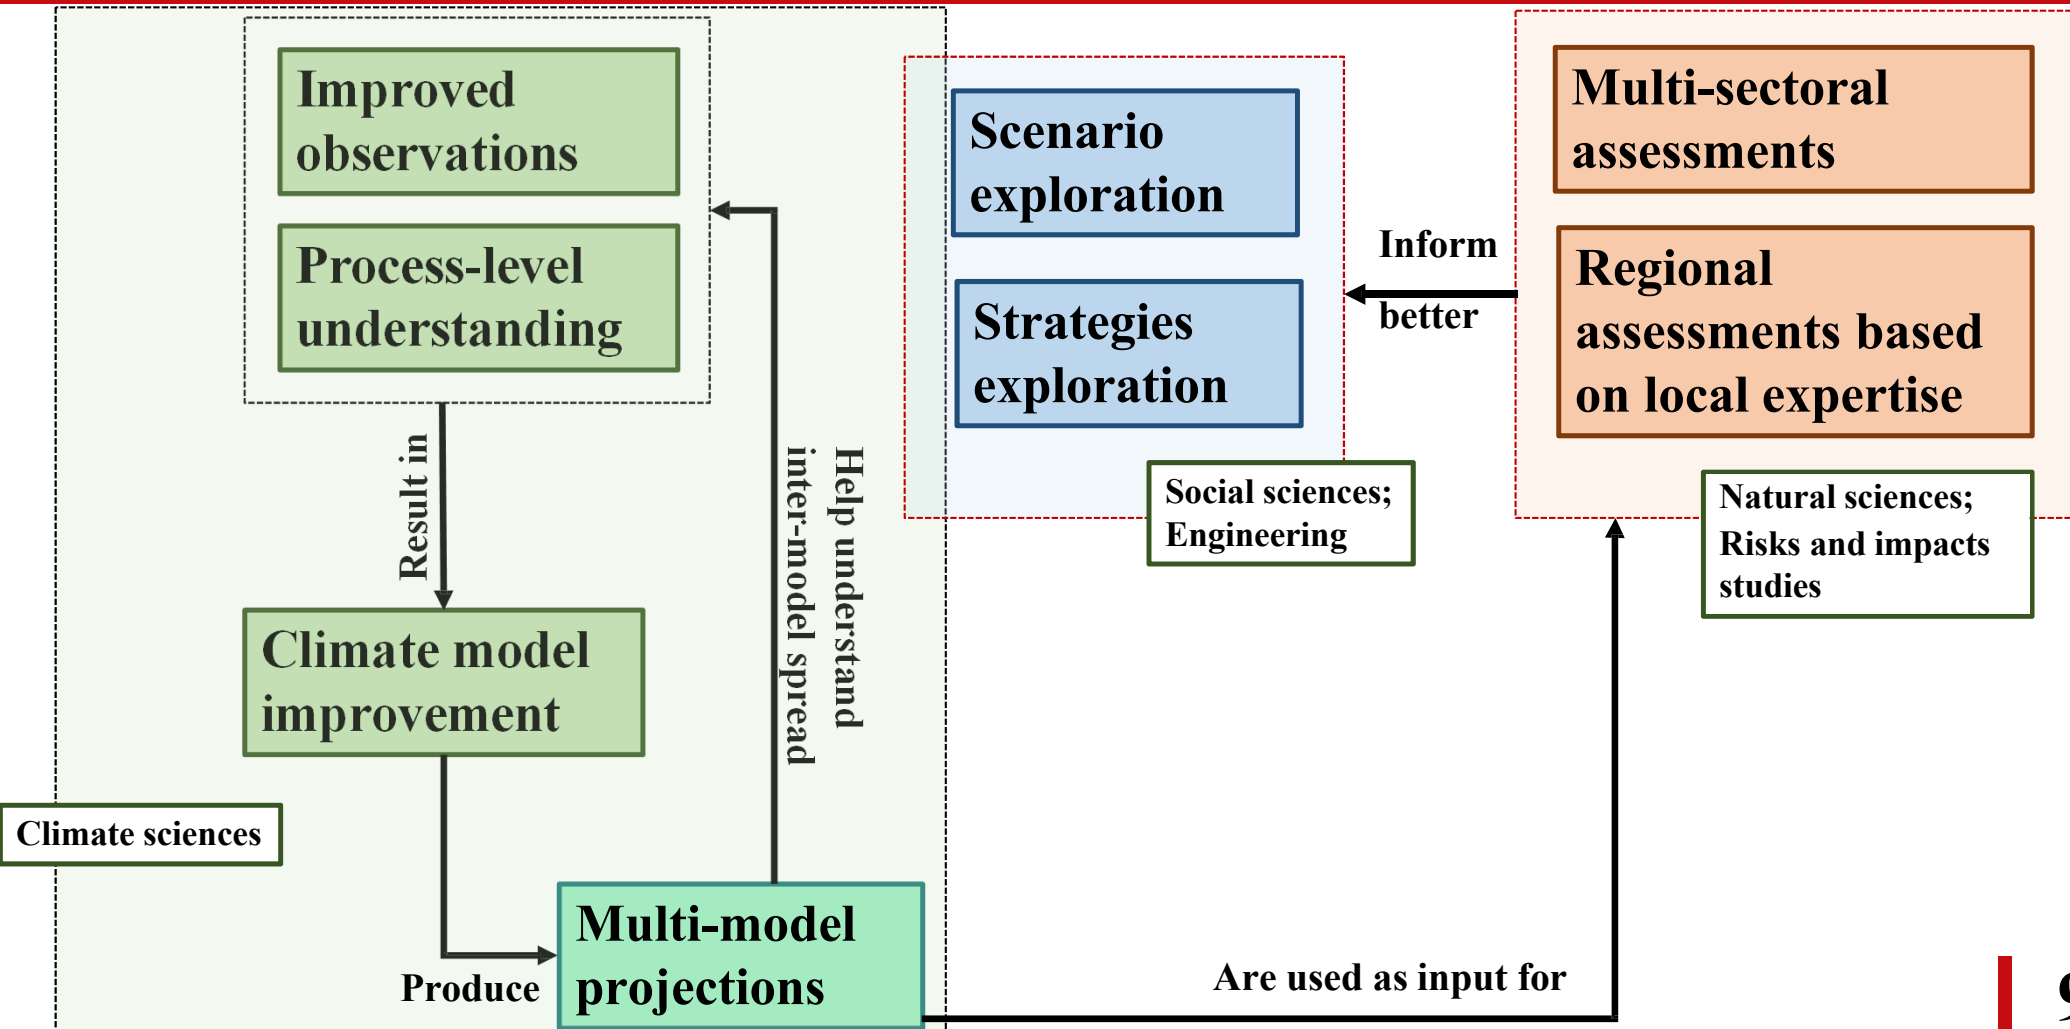 Improved
observations
Process-level
understanding
Result in
Help understand
inter-model spread
Climate model
improvement
Climate sciences
Produce
Multi-model
projections
Scenario
exploration
Strategies
exploration
Social sciences;
Engineering
Inform
better
Multi-sectoral
assessments
Regional
assessments based
on local expertise
Natural sciences;
Risks and impacts
studies
Are used as input for